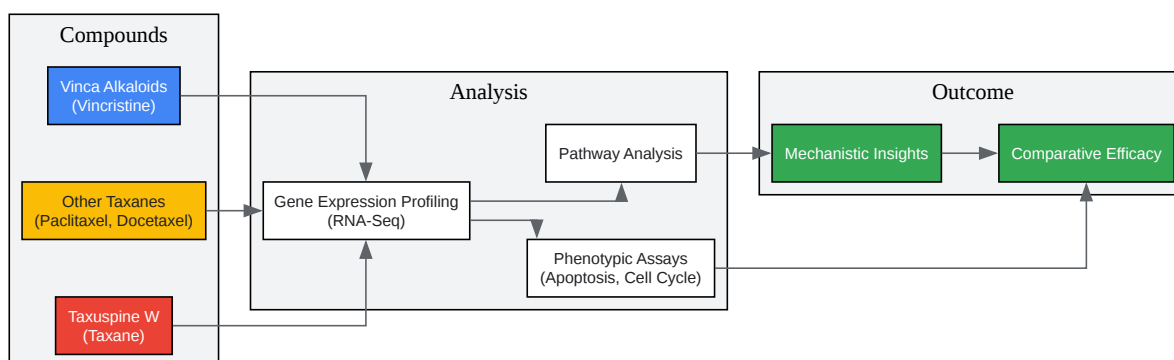 Compounds
Vinca Alkaloids
(Vincristine)
Other Taxanes
(Paclitaxel, Docetaxel)
Taxuspine W
(Taxane)
Analysis
Gene Expression Profiling
(RNA-Seq)
Pathway Analysis
Phenotypic Assays
(Apoptosis, Cell Cycle)
Outcome
Mechanistic Insights
Comparative Efficacy